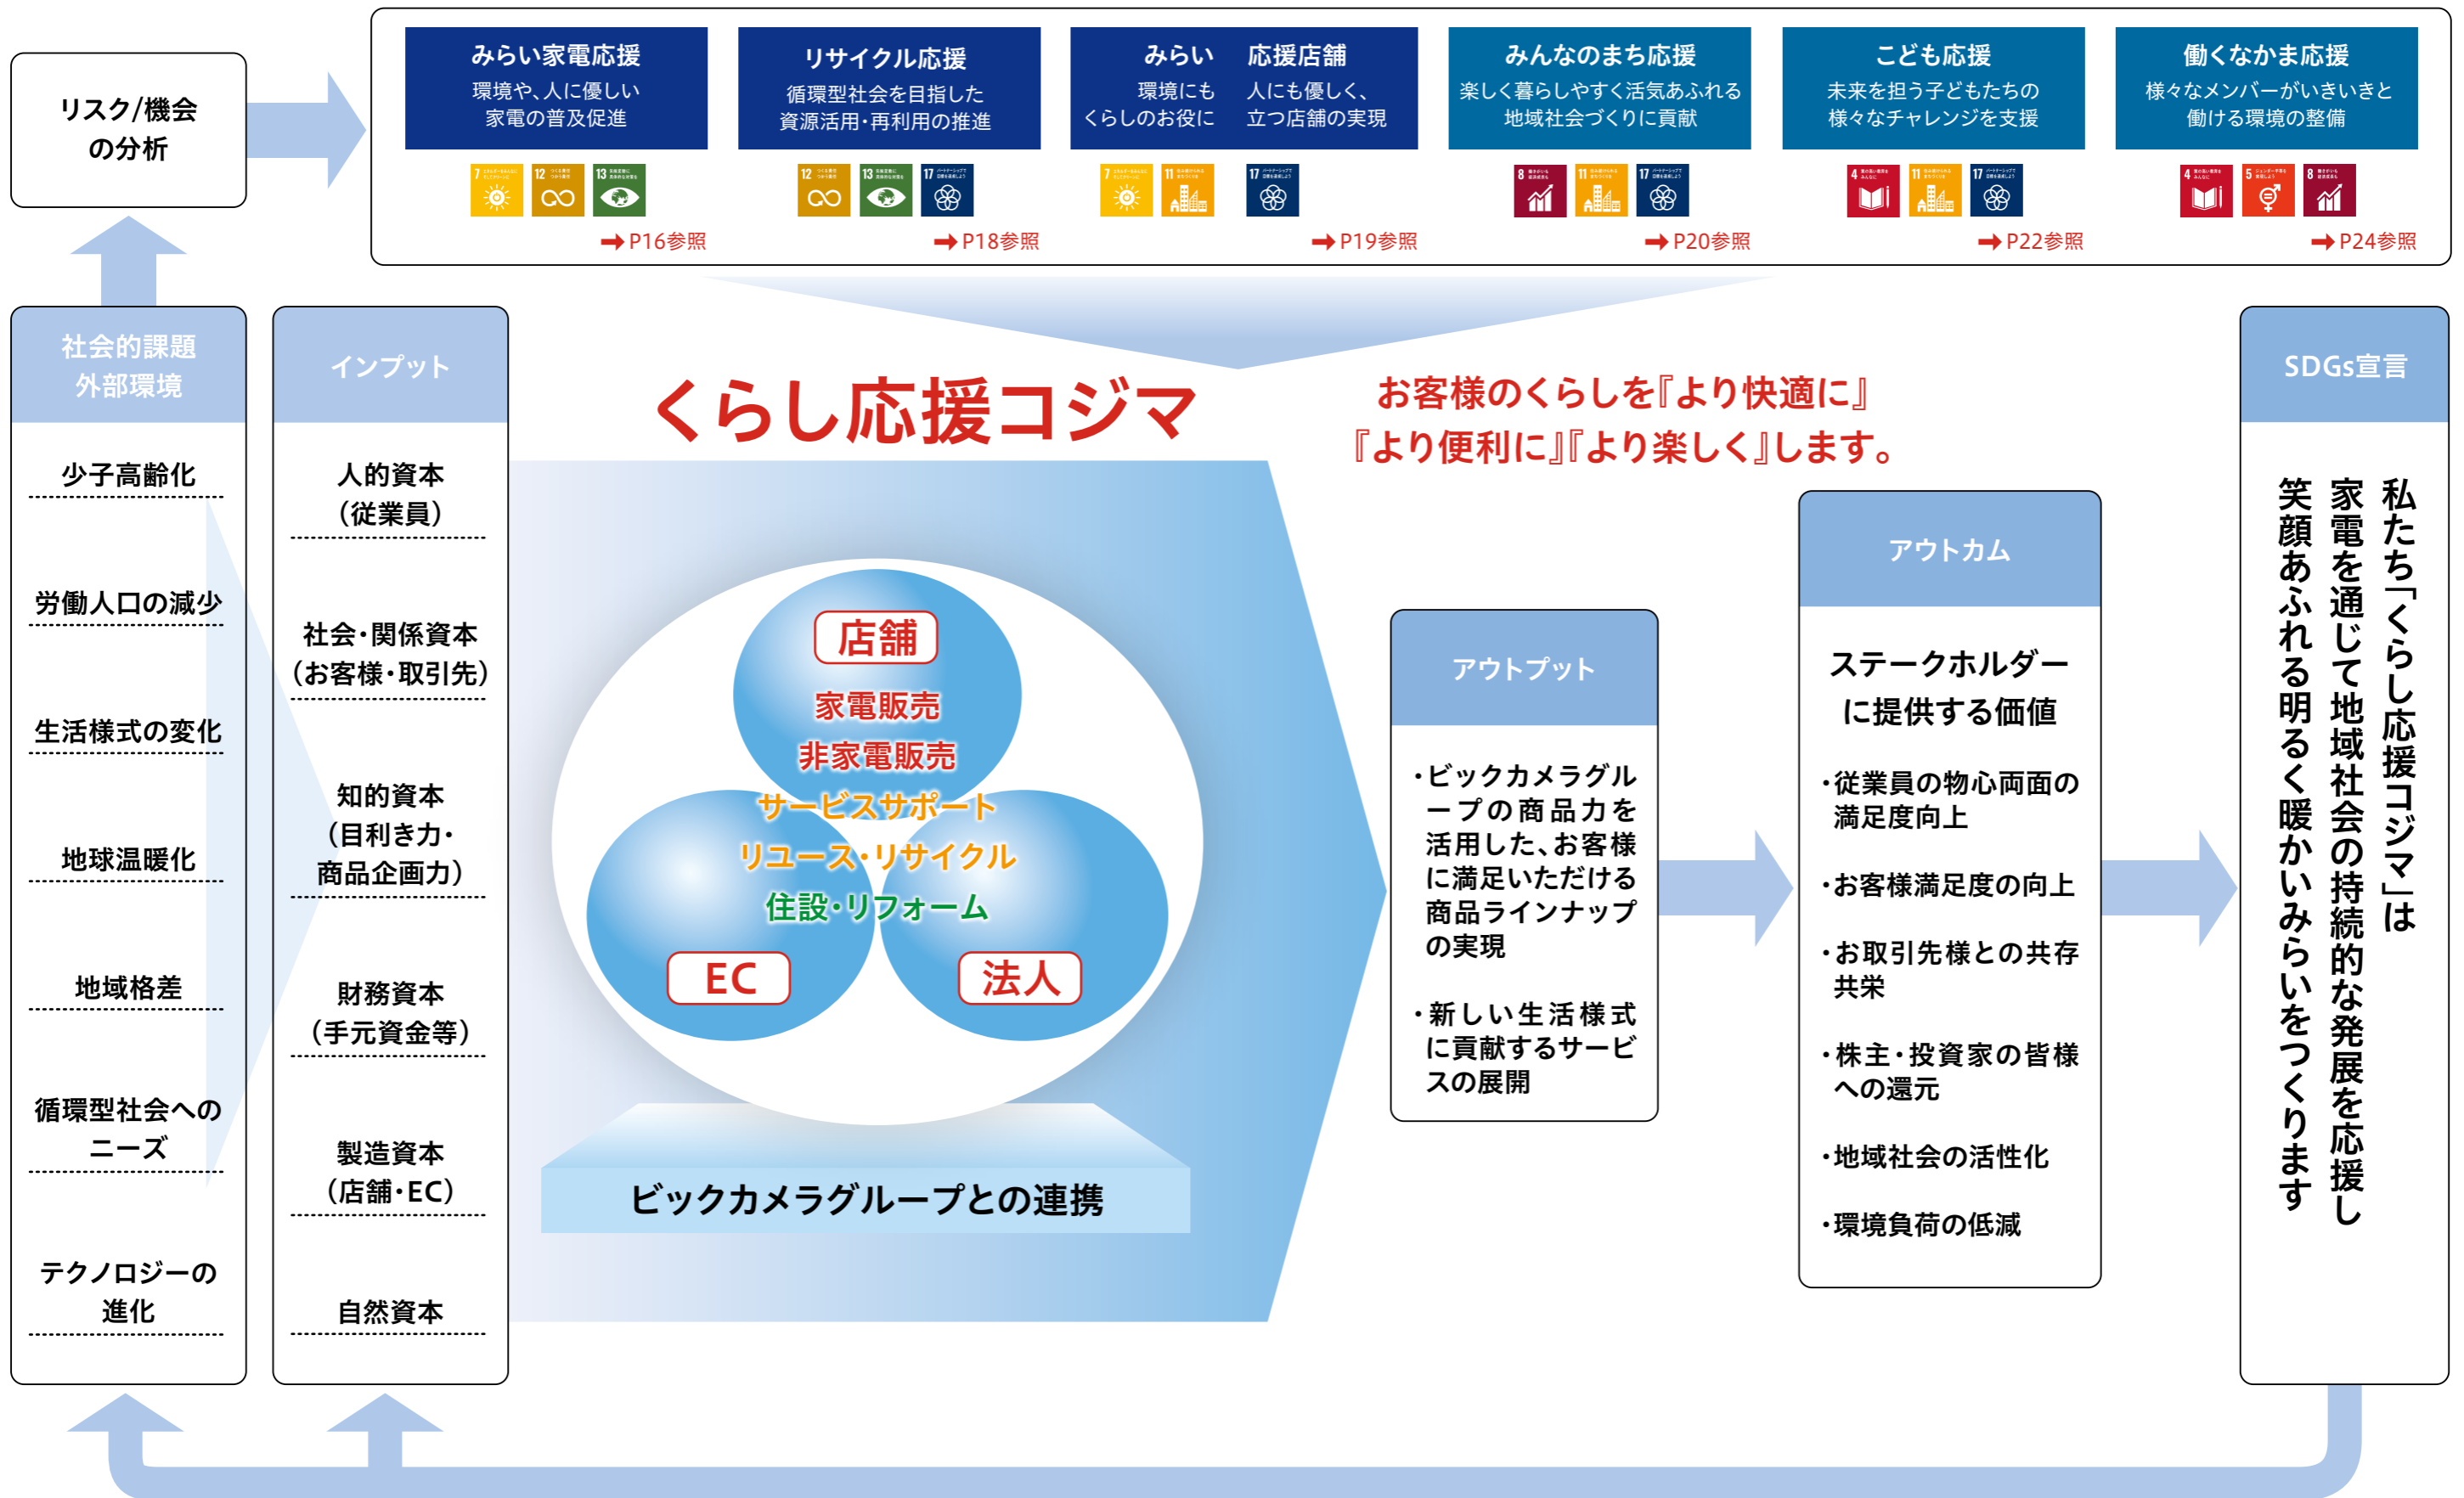 リスク/機会
の分析
みらい家電応援
環境や、人に優しい
家電の普及促進
7 12 13
P16参照
リサイクル応援
循環型社会を目指した
資源活用・再利用の推進
12 13 17
P18参照
みらい 応援店舗
環境にも 人にも優しく、
くらしのお役に 立つ店舗の実現
7 11 17
P19参照
みんなのまち応援
楽しく暮らしやすく活気あふれる
地域社会づくりに貢献
8 11 17
P20参照
こども応援
未来を担う子どもたちの
様々なチャレンジを支援
4 11 17
P22参照
働くなかま応援
様々なメンバーがいきいきと
働ける環境の整備
4 5 8
P24参照
社会的課題
外部環境
少子高齢化
労働人口の減少
生活様式の変化
地球温暖化
地域格差
循環型社会への
ニーズ
テクノロジーの
進化
インプット
人的資本
（従業員）
社会・関係資本
（お客様・取引先）
知的資本
（目利き力・
商品企画力）
財務資本
（手元資金等）
製造資本
（店舗・EC）
自然資本
くらし応援コジマ
お客様のくらしを『より快適に』
『より便利に』『より楽しく』します。
店舗
家電販売
非家電販売
サービスサポート
リユース・リサイクル
住設・リフォーム
EC
法人
ビックカメラグループとの連携
アウトプット
・ビックカメラグル
ープの商品力を
活用した、お客様
に満足いただける
商品ラインナップ
の実現
・新しい生活様式
に貢献するサービ
スの展開
アウトカム
ステークホルダー
に提供する価値
・従業員の物心両面の
満足度向上
・お客様満足度の向上
・お取引先様との共存
共栄
・株主・投資家の皆様
への還元
・地域社会の活性化
・環境負荷の低減
SDGs宣言
私たち「くらし応援コジマ」は
家電を通じて地域社会の持続的な発展を応援し
笑顔あふれる明るく暖かいみらいをつくります